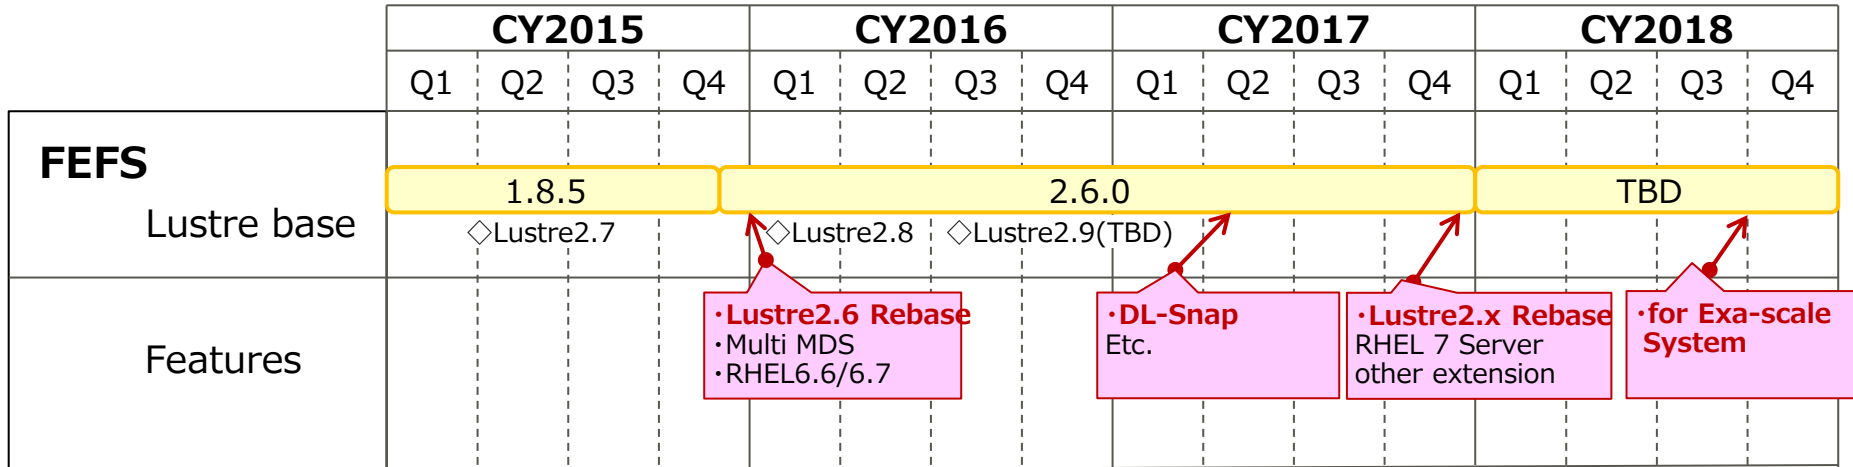 CY2015 CY2016 CY2017 CY2018
Q1 Q2 Q3 Q4 Q1 Q2 Q3 Q4 Q1 Q2 Q3 Q4 Q1 Q2 Q3 Q4
FEFS
Lustre base
1.8.5 2.6.0 TBD
◇Lustre2.7 ◇Lustre2.8 ◇Lustre2.9(TBD)
Features
・Lustre2.6 Rebase
・Multi MDS
・RHEL6.6/6.7
・DL-Snap
Etc.
・Lustre2.x Rebase
RHEL 7 Server
other extension
・for Exa-scale
System